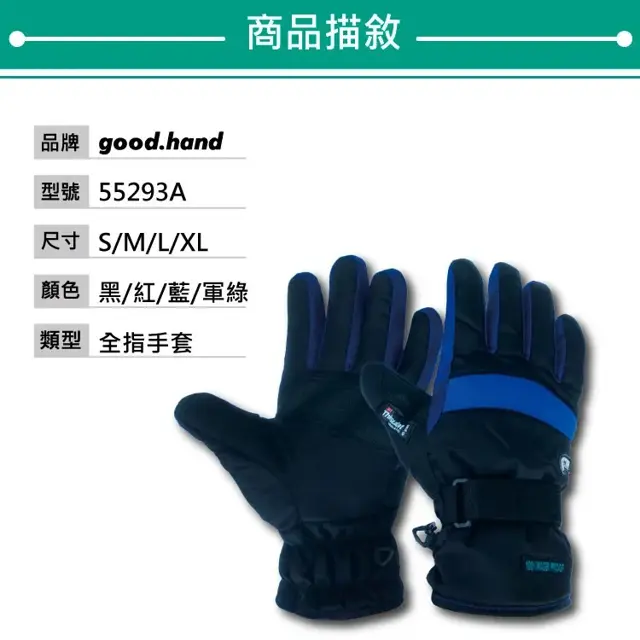 商品描敘
品牌 good.hand
型號 55293A
尺寸 S/M/L/XL
顏色 黑/紅/藍/軍綠
類型 全指手套